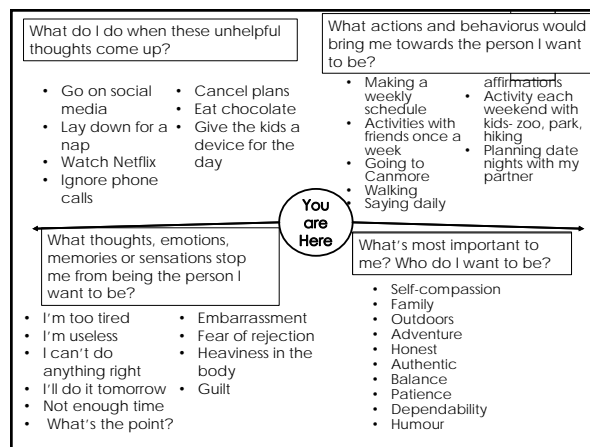 What do I do when these unhelpful
thoughts come up?
• Go on social
media
• Lay down for a
nap
• Watch Netflix
• Ignore phone
calls
• Cancel plans
• Eat chocolate
• Give the kids a
device for the
day
What actions and behaviorus would
bring me towards the person I want
to be?
• Making a
weekly
schedule
• Activities with
friends once a
week
• Going to
Canmore
• Walking
• Saying daily
affirmations
• Activity each
weekend with
kids- zoo, park,
hiking
• Planning date
nights with my
partner
You
are
Here
What thoughts, emotions,
memories or sensations stop
me from being the person I
want to be?
• I'm too tired
• I'm useless
• I can't do
anything right
• I'll do it tomorrow
• Not enough time
• What's the point?
• Embarrassment
• Fear of rejection
• Heaviness in the
body
• Guilt
What's most important to
me? Who do I want to be?
• Self-compassion
• Family
• Outdoors
• Adventure
• Honest
• Authentic
• Balance
• Patience
• Dependability
• Humour